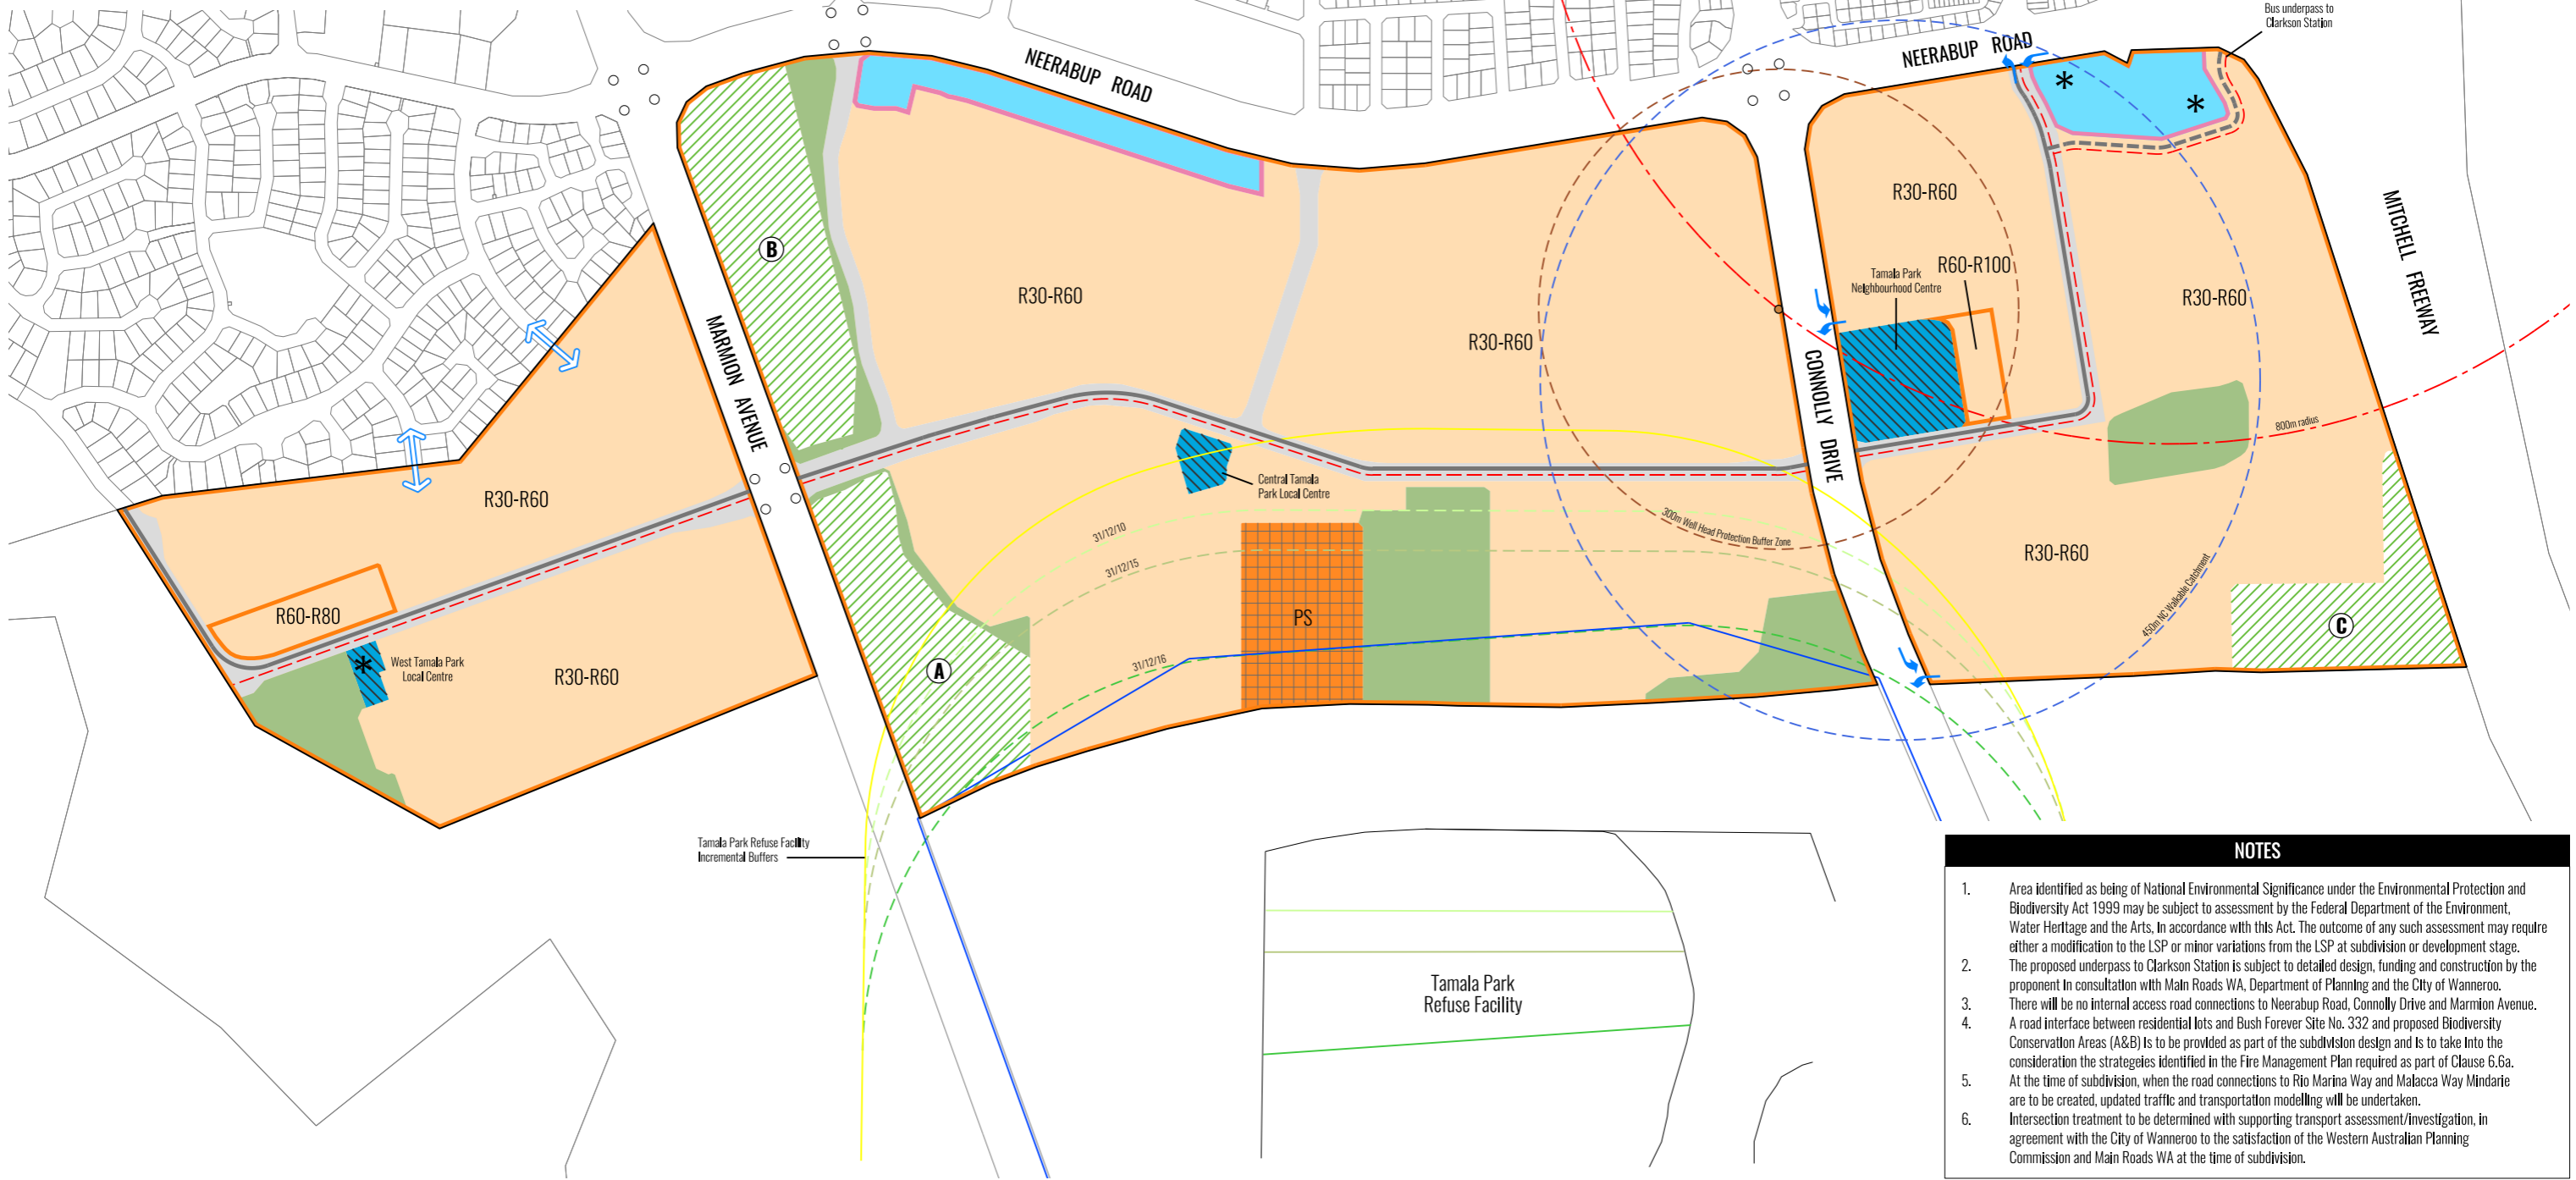 Bus underpass to
Clarkson Station
NEERABUP ROAD
NEERABUP ROAD
MITCHELL FREEWAY
R30-R60
B
R60-R100
Tamala Park
Neighbourhood Centre
R30-R60
R30-R60
R30-R60
MARMION AVENUE
CONNOLLY DRIVE
800m radius
R30-R60
Central Tamala
Park Local Centre
31/12/10
300m Well Head Protection Buffer Zone
R30-R60
31/12/15
450m NC Walkable Catchment
R60-R80
PS
C
West Tamala Park
Local Centre
R30-R60
A
31/12/16
Tamala Park Refuse Facility
Incremental Buffers
Tamala Park
Refuse Facility
NOTES
1. Area identified as being of National Environmental Significance under the Environmental Protection and
Biodiversity Act 1999 may be subject to assessment by the Federal Department of the Environment,
Water Heritage and the Arts, in accordance with this Act. The outcome of any such assessment may require
either a modification to the LSP or minor variations from the LSP at subdivision or development stage.
2. The proposed underpass to Clarkson Station is subject to detailed design, funding and construction by the
proponent in consultation with Main Roads WA, Department of Planning and the City of Wanneroo.
3. There will be no internal access road connections to Neerabup Road, Connolly Drive and Marmion Avenue.
4. A road interface between residential lots and Bush Forever Site No. 332 and proposed Biodiversity
Conservation Areas (A&B) is to be provided as part of the subdivision design and is to take into the
consideration the strategeies identified in the Fire Management Plan required as part of Clause 6.6a.
5. At the time of subdivision, when the road connections to Rio Marina Way and Malacca Way Mindarie
are to be created, updated traffic and transportation modelling will be undertaken.
6. Intersection treatment to be determined with supporting transport assessment/investigation, in
agreement with the City of Wanneroo to the satisfaction of the Western Australian Planning
Commission and Main Roads WA at the time of subdivision.